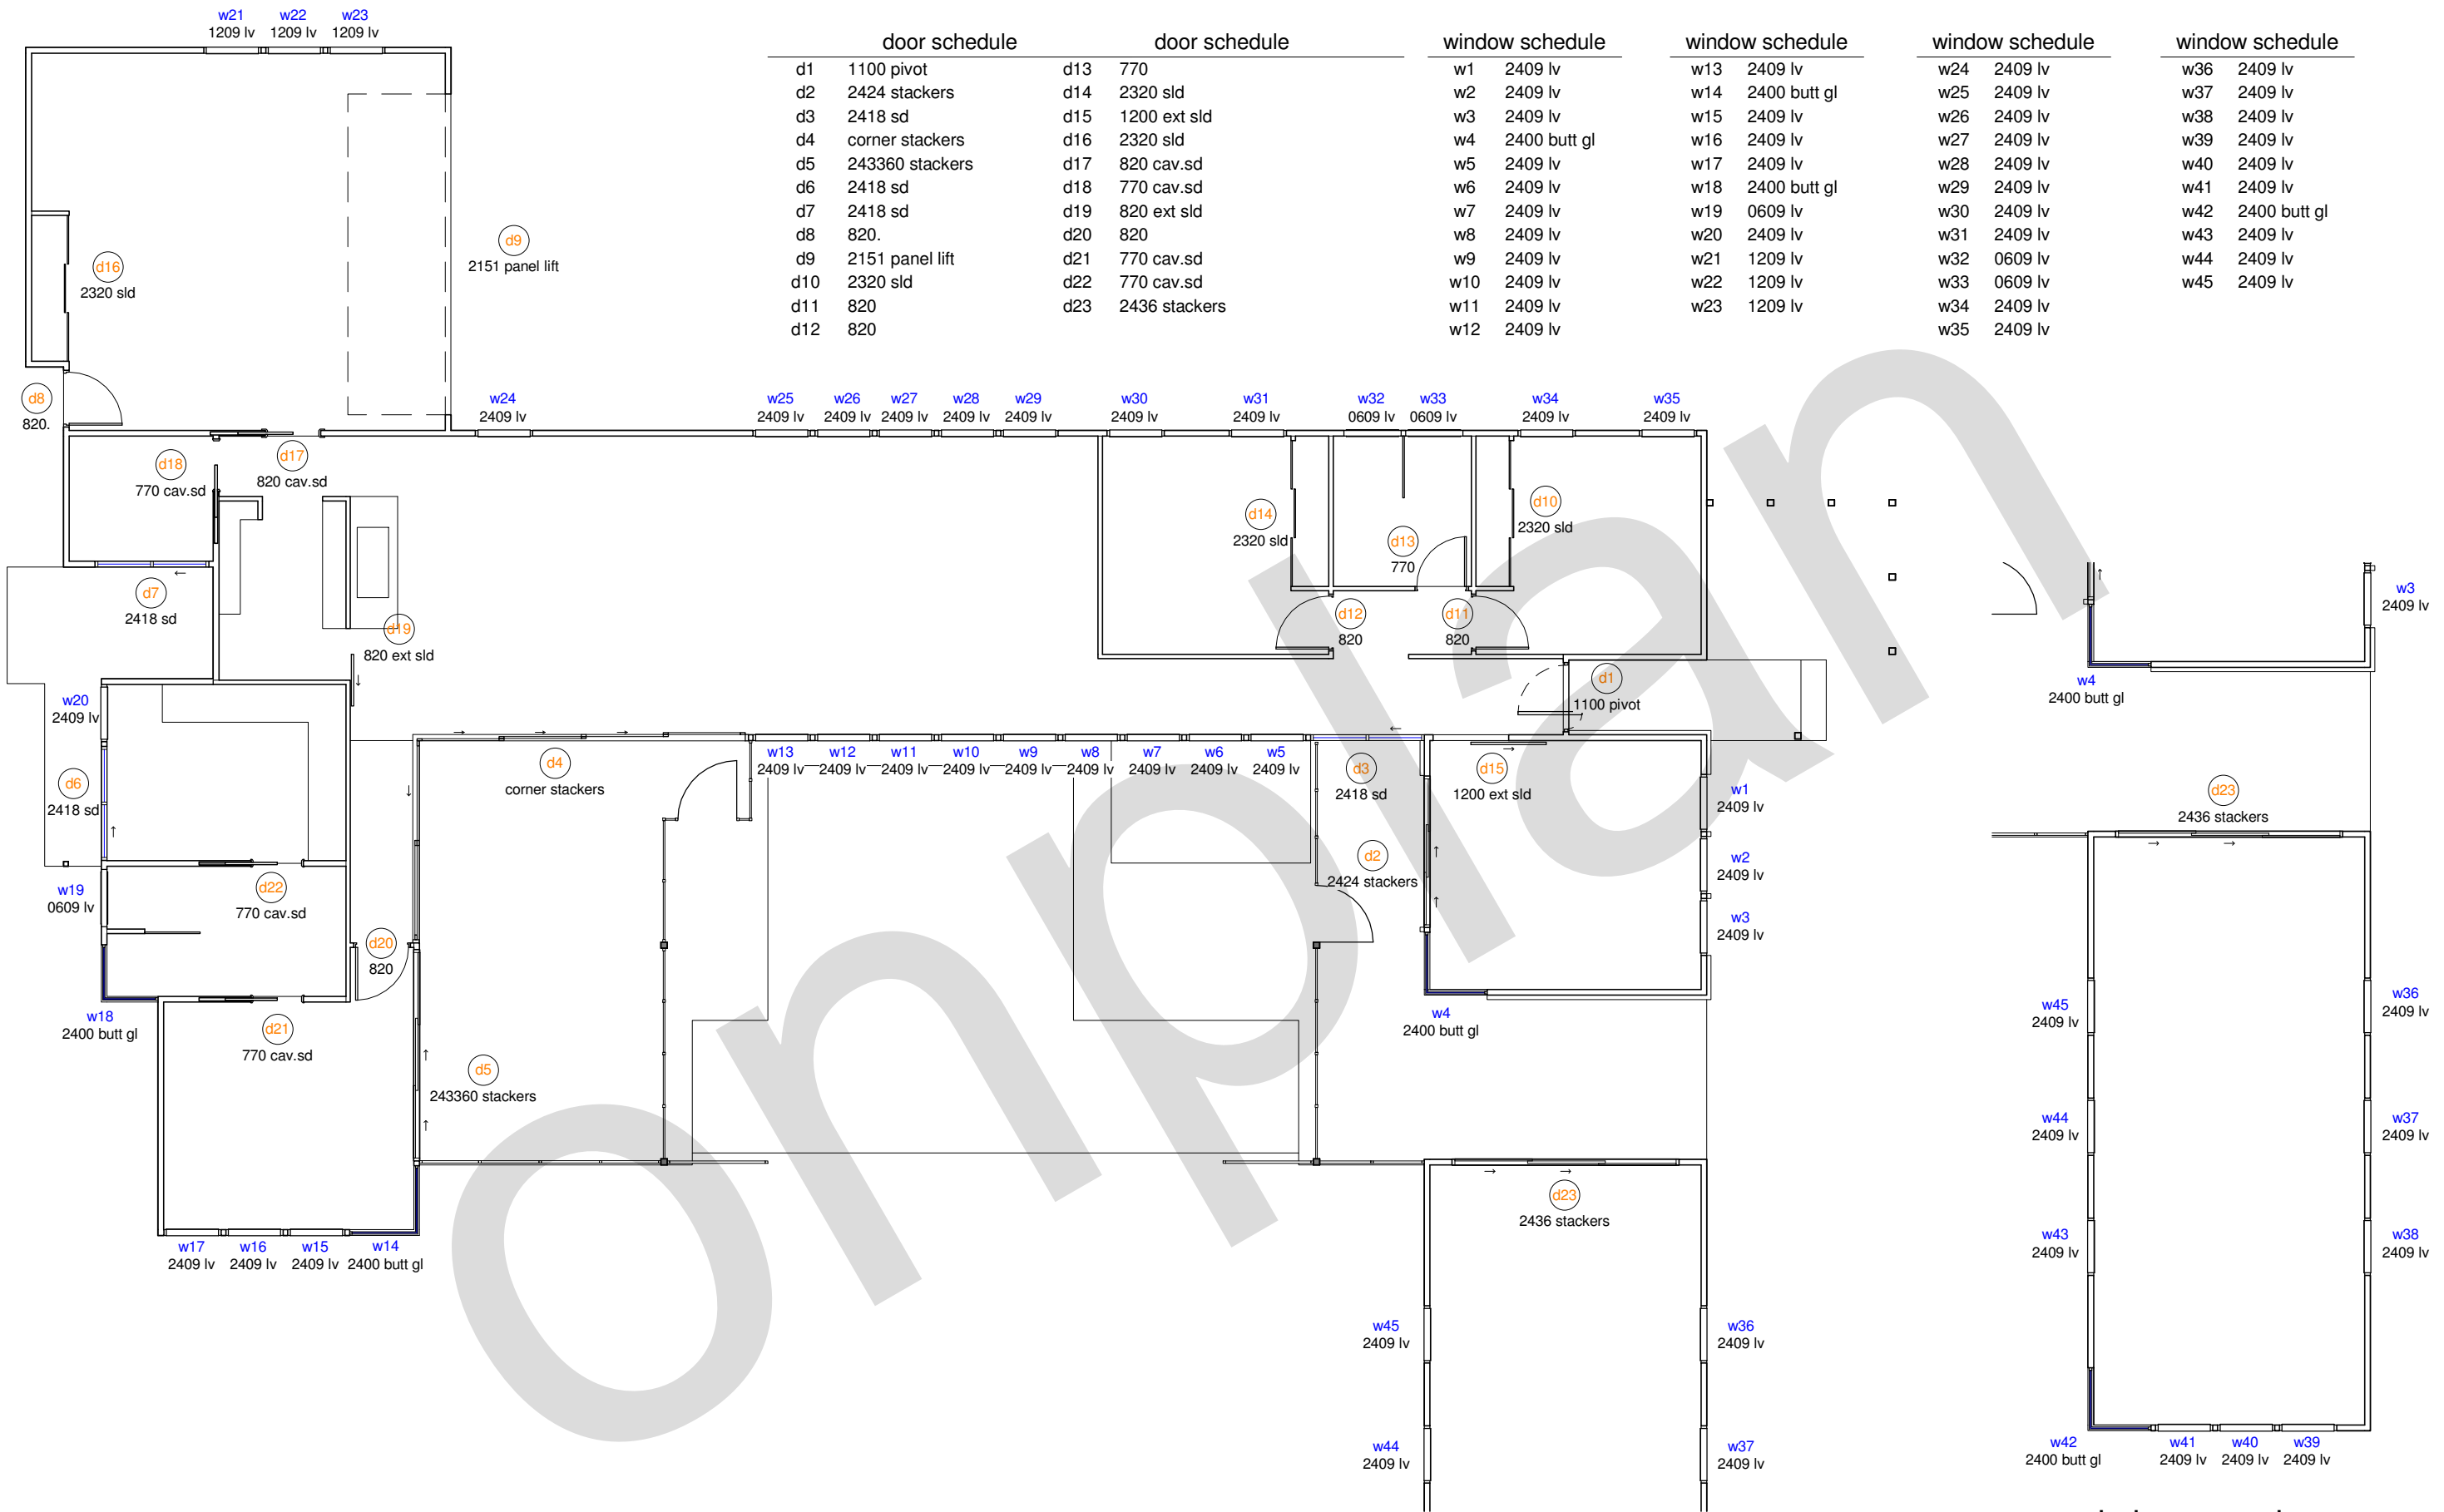 w21 w22 w23
1209 lv 1209 lv 1209 lv
door schedule door schedule window schedule window schedule window schedule window schedule
d1 1100 pivot d13 770 w1 2409 lv w13 2409 lv w24 2409 lv w36 2409 lv
d2 2424 stackers d14 2320 sld w2 2409 lv w14 2400 butt gl w25 2409 lv w37 2409 lv
d3 2418 sd d15 1200 ext sld w3 2409 lv w15 2409 lv w26 2409 lv w38 2409 lv
d4 corner stackers d16 2320 sld w4 2400 butt gl w16 2409 lv w27 2409 lv w39 2409 lv
d5 243360 stackers d17 820 cav.sd w5 2409 lv w17 2409 lv w28 2409 lv w40 2409 lv
d6 2418 sd d18 770 cav.sd w6 2409 lv w18 2400 butt gl w29 2409 lv w41 2409 lv
d7 2418 sd d19 820 ext sld w7 2409 lv w19 0609 lv w30 2409 lv w42 2400 butt gl
d8 820. d20 820 w8 2409 lv w20 2409 lv w31 2409 lv w43 2409 lv
d9 2151 panel lift d21 770 cav.sd w9 2409 lv w21 1209 lv w32 0609 lv w44 2409 lv
d10 2320 sld d22 770 cav.sd w10 2409 lv w22 1209 lv w33 0609 lv w45 2409 lv
d11 820 d23 2436 stackers w11 2409 lv w23 1209 lv w34 2409 lv
d12 820 w12 2409 lv w35 2409 lv
d9
2151 panel lift
d16
2320 sld
d8
820.
w24 w25 w26 w27 w28 w29 w30 w31 w32 w33 w34 w35
2409 lv 2409 lv 2409 lv 2409 lv 2409 lv 2409 lv 2409 lv 2409 lv 0609 lv 0609 lv 2409 lv 2409 lv
d18
770 cav.sd
d17
820 cav.sd
d14
2320 sld
d13
770
d10
2320 sld
d7
2418 sd
d19
820 ext sld
d12
820
d11
820
w3
2409 lv
d1
1100 pivot
w4
2400 butt gl
w20
2409 lv
d6
2418 sd
d4
corner stackers
w13 w12 w11 w10 w9 w8 w7 w6 w5
2409 lv 2409 lv 2409 lv 2409 lv 2409 lv 2409 lv 2409 lv 2409 lv 2409 lv
d3
2418 sd
d15
1200 ext sld
w1
2409 lv
d23
2436 stackers
d2
2424 stackers
w2
2409 lv
w19
0609 lv
d22
770 cav.sd
w3
2409 lv
d20
820
w18
2400 butt gl
d21
770 cav.sd
w4
2400 butt gl
w45
2409 lv
w36
2409 lv
d5
243360 stackers
w44
2409 lv
w37
2409 lv
d23
2436 stackers
w17 w16 w15 w14
2409 lv 2409 lv 2409 lv 2400 butt gl
w43
2409 lv
w38
2409 lv
w45
2409 lv
w36
2409 lv
w44
2409 lv
w37
2409 lv
w42 w41 w40 w39
2400 butt gl 2409 lv 2409 lv 2409 lv
onplan